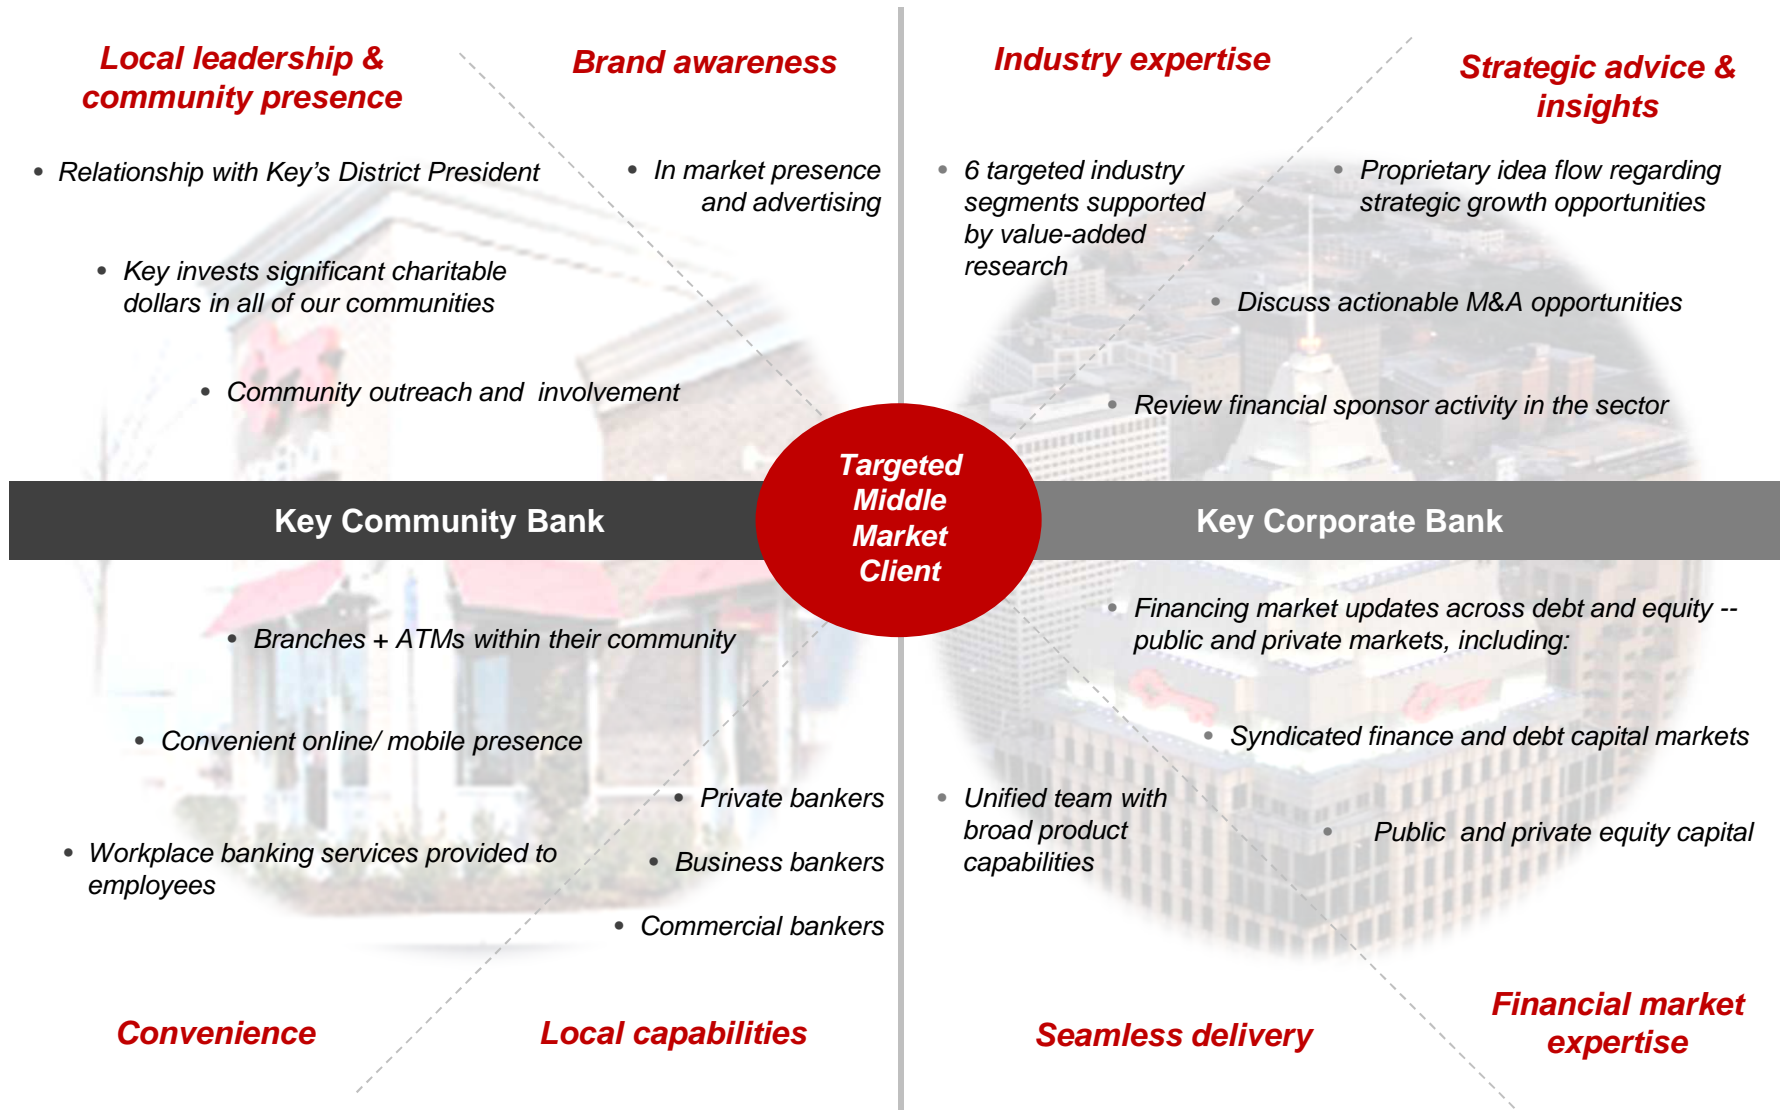 Local leadership &
community presence
• Relationship with Key's District President
• Key invests significant charitable
dollars in all of our communities
• Community outreach and  involvement
Brand awareness
• In market presence
and advertising
Industry expertise
• 6 targeted industry
segments supported
by value-added
research
Strategic advice &
insights
• Proprietary idea flow regarding
strategic growth opportunities
• Discuss actionable M&A opportunities
• Review financial sponsor activity in the sector
Key Community Bank
Targeted
Middle
Market
Client
Key Corporate Bank
• Branches + ATMs within their community
• Convenient online/ mobile presence
• Workplace banking services provided to
employees
Convenience
• Private bankers
• Business bankers
• Commercial bankers
Local capabilities
• Unified team with
broad product
capabilities
Seamless delivery
• Financing market updates across debt and equity --
public and private markets, including:
• Syndicated finance and debt capital markets
• Public  and private equity capital
Financial market
expertise